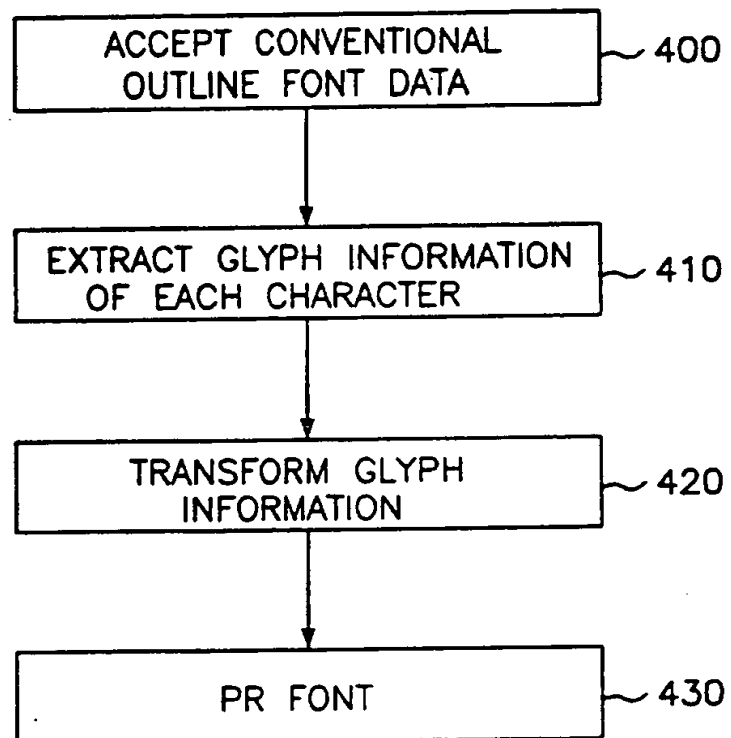 ACCEPT CONVENTIONAL
OUTLINE FONT DATA
400
EXTRACT GLYPH INFORMATION
OF EACH CHARACTER
410
TRANSFORM GLYPH
INFORMATION
420
PR FONT
430